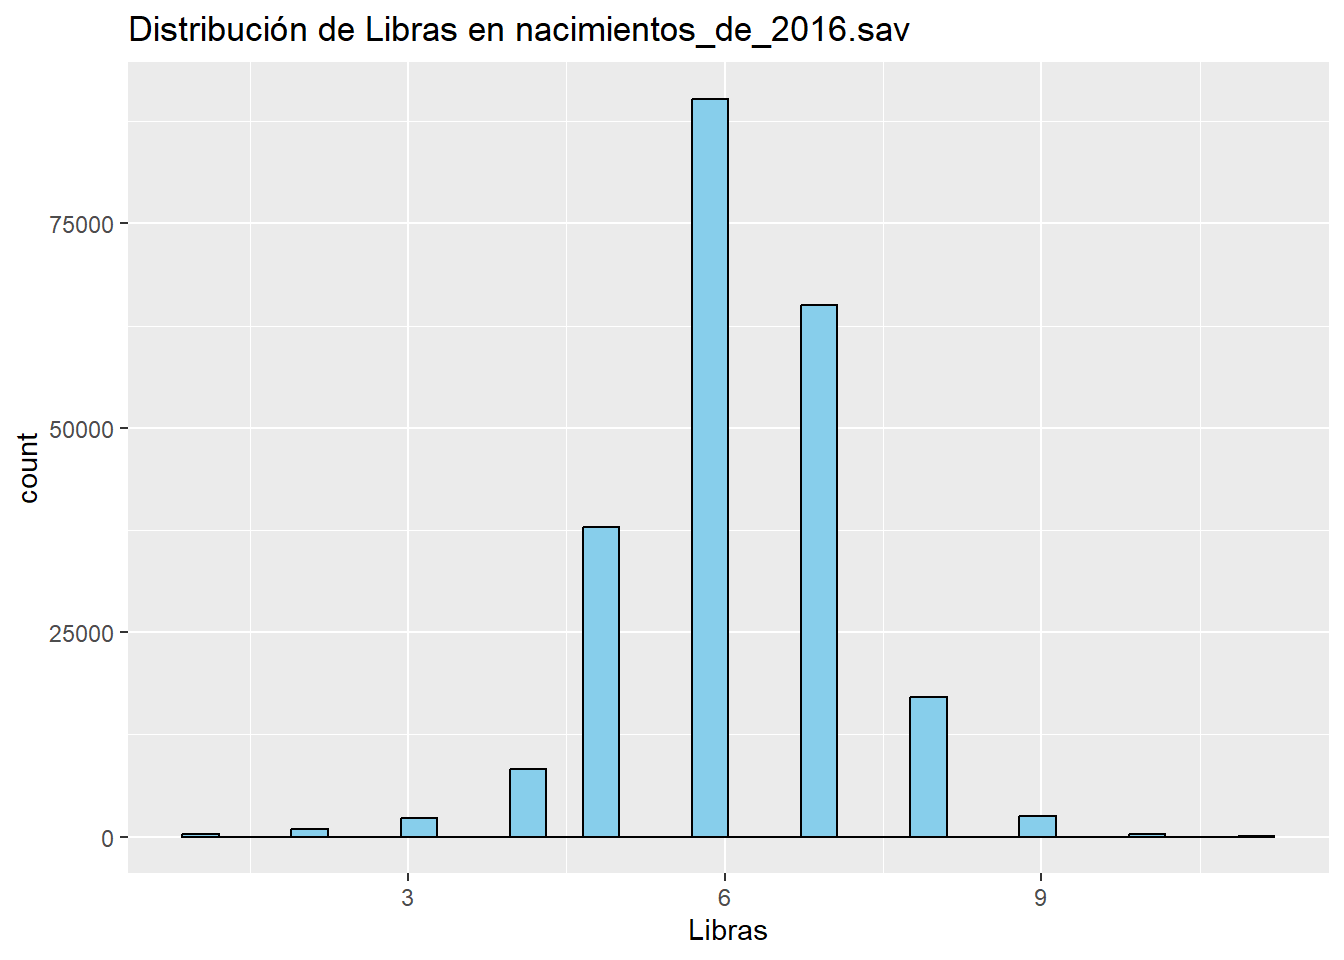 Distribución de Libras en nacimientos_de_2016.sav
count
75000
50000
25000
0
3 6 9
Libras